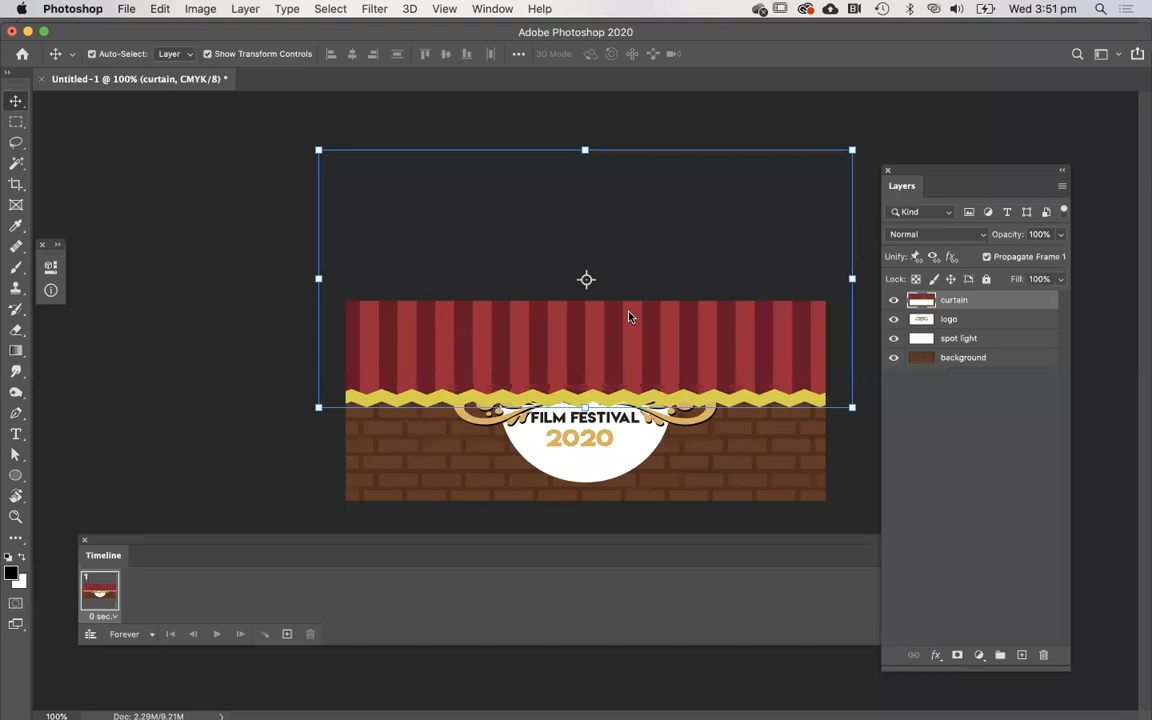 Photoshop File Edit Image Layer Type Select Filter 3D View Window Help Wed 3:51 pm
Adobe Photoshop 2020
Auto-Select: Layer Show Transform Controls 3D Mode:
Untitled-1 @ 100% (curtain, CMYK/8) *
Layers
Kind
Normal Opacity: 100%
Unify: Propagate Frame 1
Lock: Fill: 100%
curtain
logo
spot light
background
FILM FESTIVAL
2020
Timeline
1
0 sec.
Forever
100% Doc: 2.29M/9.21M